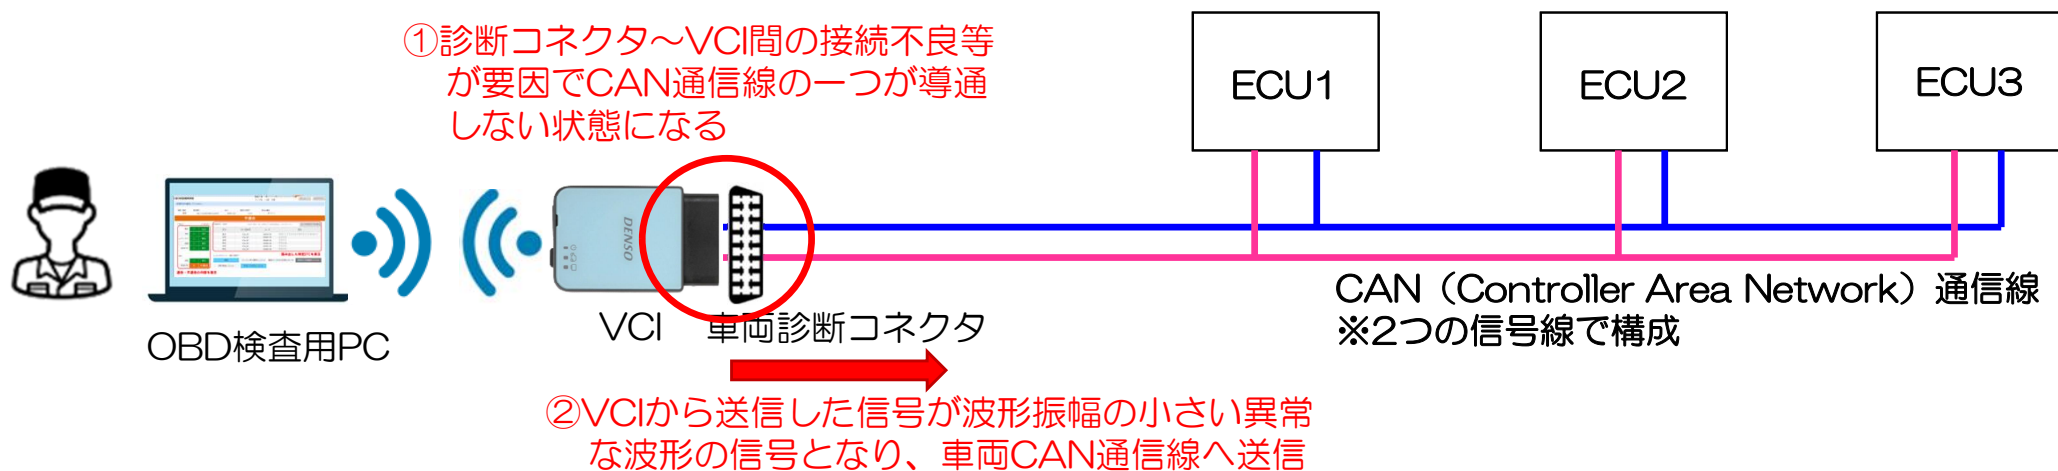 ①診断コネクタ～VCI間の接続不良等
が要因でCAN通信線の一つが導通
しない状態になる
ECU1
ECU2
ECU3
DENSO
OBD検査用PC
VCI
車両診断コネクタ
CAN（Controller Area Network）通信線
※2つの信号線で構成
②VCIから送信した信号が波形振幅の小さい異常
な波形の信号となり、車両CAN通信線へ送信